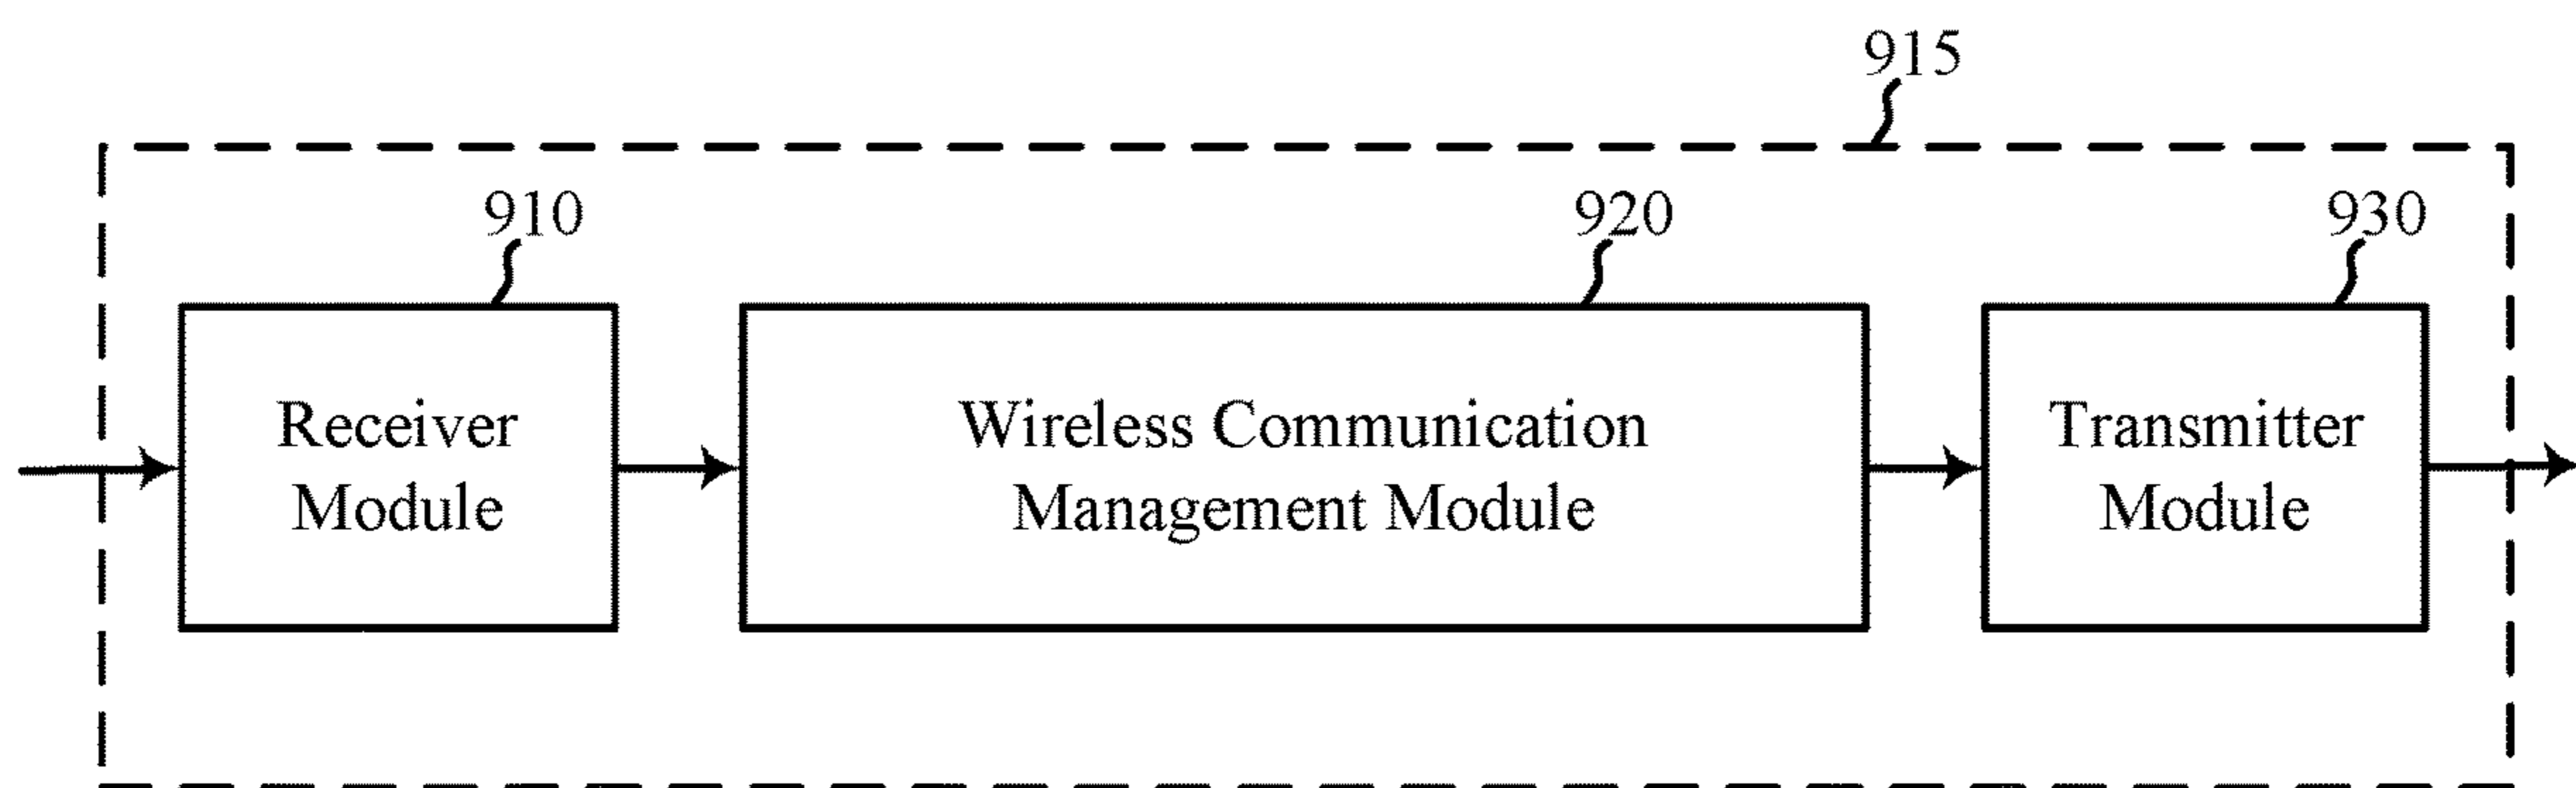 915
910
920
930
Receiver
Module
Wireless Communication
Management Module
Transmitter
Module